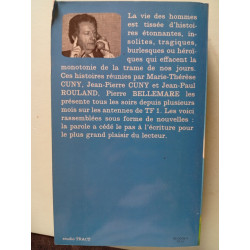 La vie des hommes
est tissée d'histoi-
res étonnantes, in-
solites, tragiques,
burlesques ou héroï-
ques qui effacent la
monotonie de la trame de nos jours.
Ces histoires réunies par Marie-Thérèse
CUNY, Jean-Pierre CUNY et Jean-Paul
ROULAND. Pierre BELLEMARE les
présente tous les soirs depuis plusieurs
mois sur les antennes de TF 1. Les voici
rassemblées sous forme de nouvelles :
la parole a cédé le pas à l'écriture pour
le plus grand plaisir du lecteur.